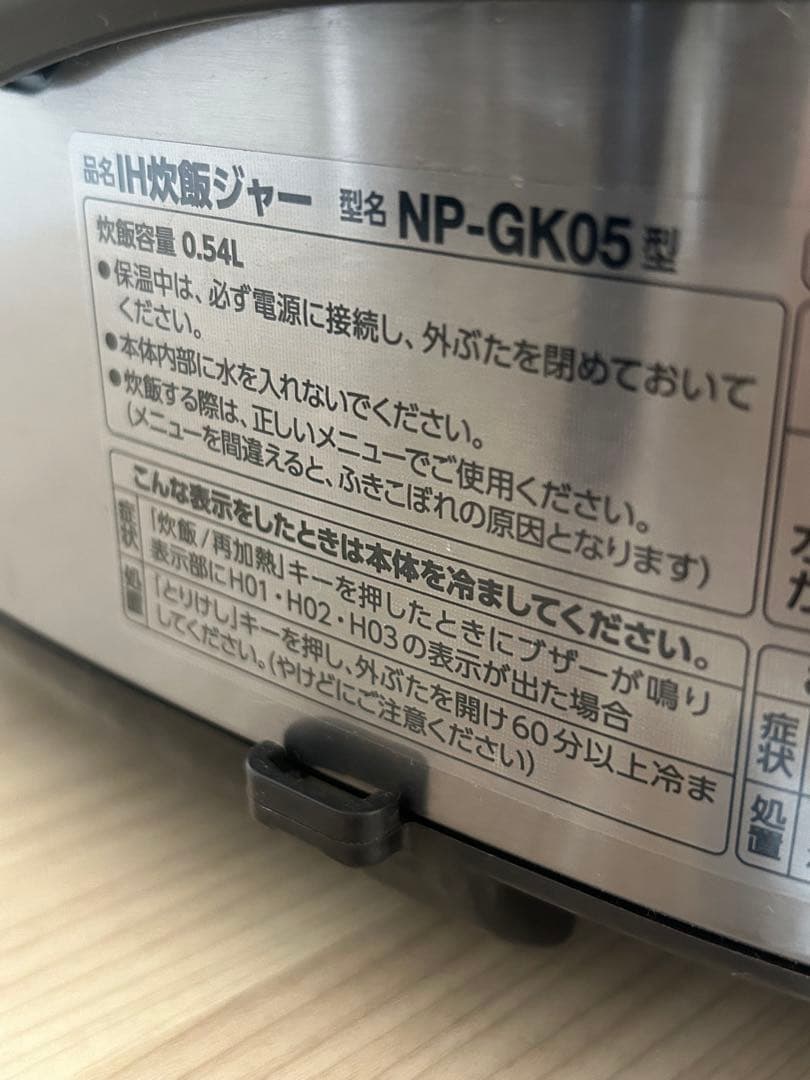 品名IH炊飯ジャー 型名 NP-GK05型
炊飯容量 0.54L
●保温中は、必ず電源に接続し、外ぶたを閉めておいて
ください。
●本体内部に水を入れないでください。
●炊飯する際は、正しいメニューでご使用ください。
(メニューを間違えると、ふきこぼれの原因となります)
こんな表示をしたときは本体を冷ましてください。
症状 「炊飯/再加熱」キーを押したときにブザーが鳴り
表示部にH01・H02・H03の表示が出た場合
処置 「とりけし」キーを押し、外ぶたを開け60分以上冷ま
してください。(やけどにご注意ください)
症状
処置